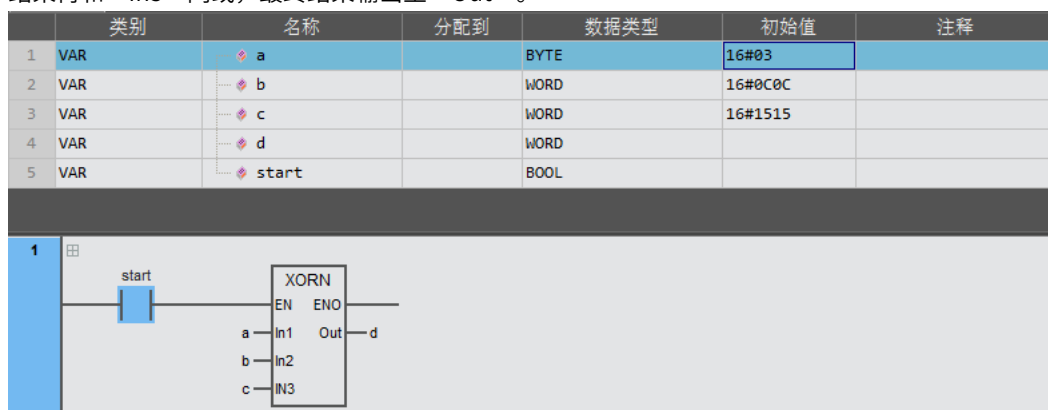 类别 名称 分配到 数据类型 初始值 注释
1 VAR a BYTE 16#03
2 VAR b WORD 16#0C0C
3 VAR c WORD 16#1515
4 VAR d WORD
5 VAR start BOOL
1
start
XORN
EN ENO
a In1 Out d
b In2
c IN3